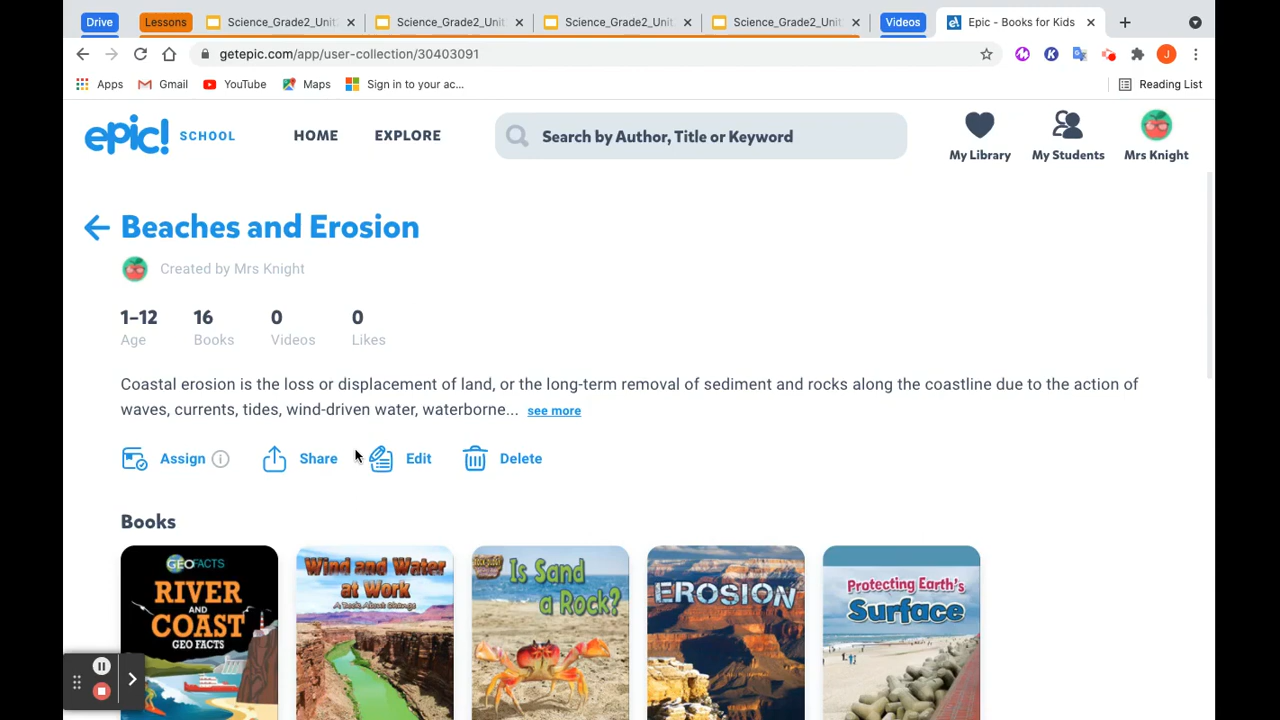 Drive
Lessons
Science_Grade2_Unit
Science_Grade2_Unit
Science_Grade2_Unit
Science_Grade2_Unit
Videos
Epic - Books for Kids
getepic.com/app/user-collection/30403091
Apps
Gmail
YouTube
Maps
Sign in to your ac...
Reading List
epic! SCHOOL
HOME
EXPLORE
Search by Author, Title or Keyword
My Library
My Students
Mrs Knight
Beaches and Erosion
Created by Mrs Knight
1–12
16
0
0
Age
Books
Videos
Likes
Coastal erosion is the loss or displacement of land, or the long-term removal of sediment and rocks along the coastline due to the action of
waves, currents, tides, wind-driven water, waterborne... see more
Assign
Share
Edit
Delete
Books
GEOFACTS
RIVER
AND
COAST
GEO FACTS
Wind and Water
at Work
A Book About Change
Is Sand
a Rock?
EROSION
Protecting Earth's
Surface